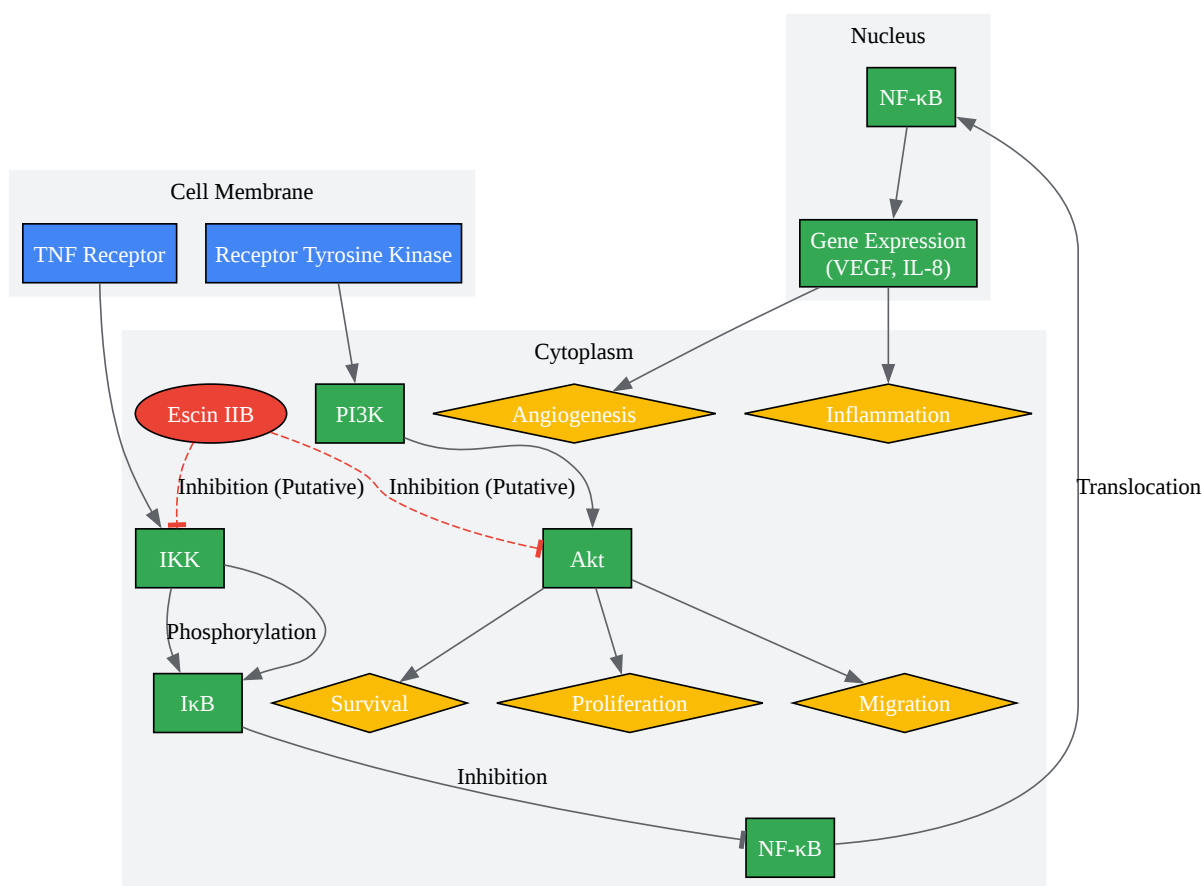 Nucleus
NF-κB
Cell Membrane
TNF Receptor
Receptor Tyrosine Kinase
Gene Expression
(VEGF, IL-8)
Cytoplasm
Escin IIB
PI3K
Angiogenesis
Inflammation
Inhibition (Putative)
Inhibition (Putative)
Translocation
IKK
Akt
Phosphorylation
IκB
Survival
Proliferation
Migration
Inhibition
NF-κB